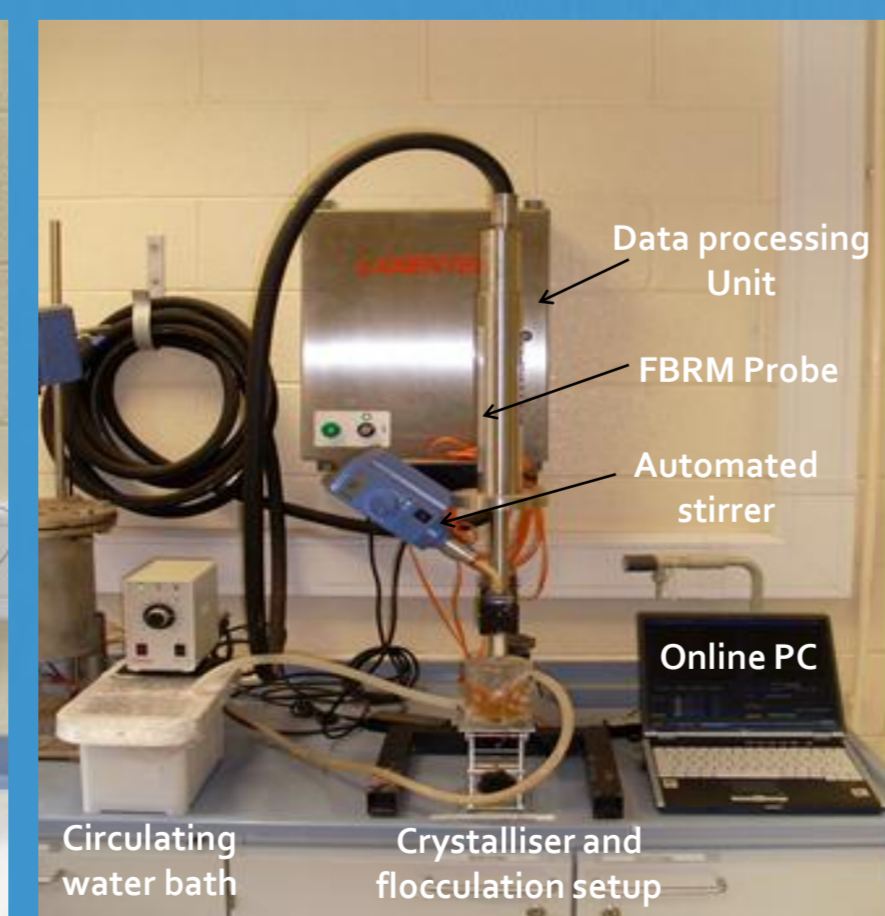 Data processing
Unit
FBRM Probe
Automated
stirrer
Online PC
Circulating
water bath
Crystalliser and
flocculation setup